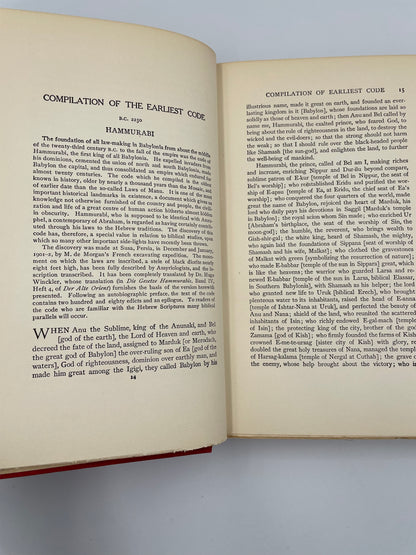 COMPILATION OF THE EARLIEST CODE
B.C. 2250
HAMMURABI
The foundation of all law-making in Babylonia from about the middle
of the twenty-third century B.C. to the fall of the empire was the code of
Hammurabi, the first king of all Babylonia. He expelled invaders from
his dominions, cemented the union of north and south Babylonia, made
Babylon the capital, and thus consolidated an empire which endured for
almost twenty centuries. The code which he compiled is the oldest
known in history, older by nearly a thousand years than the Mosaic, and
of earlier date than the so-called Laws of Manu. It is one of the most
important historical landmarks in existence, a document which gives us
knowledge not otherwise furnished of the country and people, the civiliz-
ation and life of a great centre of human action hitherto almost hidden
in obscurity. Hammurabi, who is supposed to be identical with Amra-
phel, a contemporary of Abraham, is regarded as having certainly contrib-
uted through his laws to the Hebrew traditions. The discovery of this
code has, therefore, a special value in relation to biblical studies, upon
which so many other important side-lights have recently been thrown.
The discovery was made at Susa, Persia, in December and January,
1901-2, by M. de Morgan's French excavating expedition. The monu-
ment on which the laws are inscribed, a stele of black diorite nearly
eight feet high, has been fully described by Assyriologists, and the in-
scription transcribed. It has been completely translated by Dr. Hugo
Winckler, whose translation (in Die Gesetze Hammurabis, Band IV,
Heft 4, of Der Alte Orient) furnishes the basis of the version herewith
presented. Following an autobiographic preface, the text of the code
contains two hundred and eighty edicts and an epilogue. To readers of
the code who are familiar with the Hebrew Scriptures many biblical
parallels will occur.
WHEN Anu the Sublime, king of the Anunaki, and Bel
[god of the earth], the Lord of Heaven and earth, who
decreed the fate of the land, assigned to Marduk [or Merodach,
the great god of Babylon] the over-ruling son of Ea [god of the
waters], God of righteousness, dominion over earthly man, and
made him great among the Igigi, they called Babylon by his
14
COMPILATION OF EARLIEST CODE 15
illustrious name, made it great on earth, and founded an ever-
lasting kingdom in it [Babylon], whose foundations are laid so
solidly as those of heaven and earth; then Anu and Bel called by
name me, Hammurabi, the exalted prince, who feared God, to
bring about the rule of righteousness in the land, to destroy the
wicked and the evil-doers; so that the strong should not harm
the weak; so that I should rule over the black-headed people
like Shamash [the sun-god], and enlighten the land, to further
the well-being of mankind.
Hammurabi, the prince, called of Bel am I, making riches
and increase, enriching Nippur and Dur-ilu beyond compare,
sublime patron of E-kur [temple of Bel in Nippur, the seat of
Bel's worship]; who reëstablished Eridu and purified the wor-
ship of E-apsu [temple of Ea, at Eridu, the chief seat of Ea's
worship]; who conquered the four quarters of the world, made
great the name of Babylon, rejoiced the heart of Marduk, his
lord who daily pays his devotions in Saggil [Marduk's temple
in Babylon]; the royal scion whom Sin made; who enriched Ur
[Abraham's birthplace, the seat of the worship of Sin, the
moon-god]; the humble, the reverent, who brings wealth to
Gish-shir-gal; the white king, heard of Shamash, the mighty,
who again laid the foundations of Sippana [seat of worship of
Shamash and his wife, Malkat]; who clothed the gravestones
of Malkat with green [symbolizing the resurrection of nature];
who made E-babbar [temple of the sun in Sippara] great, which
is like the heavens; the warrior who guarded Larsa and re-
newed E-babbar [temple of the sun in Larsa, biblical Elassar,
in Southern Babylonia], with Shamash as his helper; the lord
who granted new life to Uruk [biblical Erech], who brought
plenteous water to its inhabitants, raised the head of E-anna
[temple of Ishtar-Nana at Uruk], and perfected the beauty of
Anu and Nana; shield of the land, who reunited the scattered
inhabitants of Isin; who richly endowed E-gal-mach [temple
of Isin]; the protecting king of the city, brother of the god
Zamama [god of Kish]; who firmly founded the farms of Kish,
crowned E-me-te-ursag [sister city of Kish] with glory, re-
doubled the great holy treasures of Nana, managed the temple
of Harsag-kalama [temple of Nergal at Cuthah]; the grave of
the enemy, whose help brought about the victory; who in-